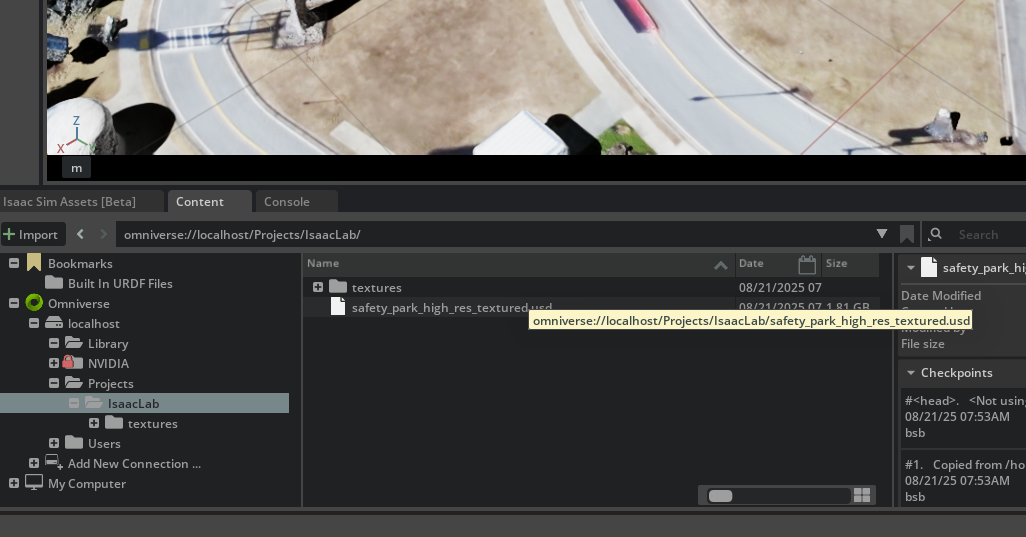 Z
X
m
Isaac Sim Assets [Beta]
Content
Console
Import
omniverse://localhost/Projects/IsaacLab/
Search
Bookmarks
Built In URDF Files
Omniverse
localhost
Library
NVIDIA
Projects
IsaacLab
textures
Users
Add New Connection ...
My Computer
Name Date Size
textures 08/21/2025 07
safety_park_high_res_textured.usd 08/21/2025 07 1.81 GB
omniverse://localhost/Projects/IsaacLab/safety_park_high_res_textured.usd
safety_park_hi
Date Modified
Modified by
File size
Checkpoints
#<head>. <Not usin
08/21/25 07:53AM
bsb
#1. Copied from /ho
08/21/25 07:53AM
bsb